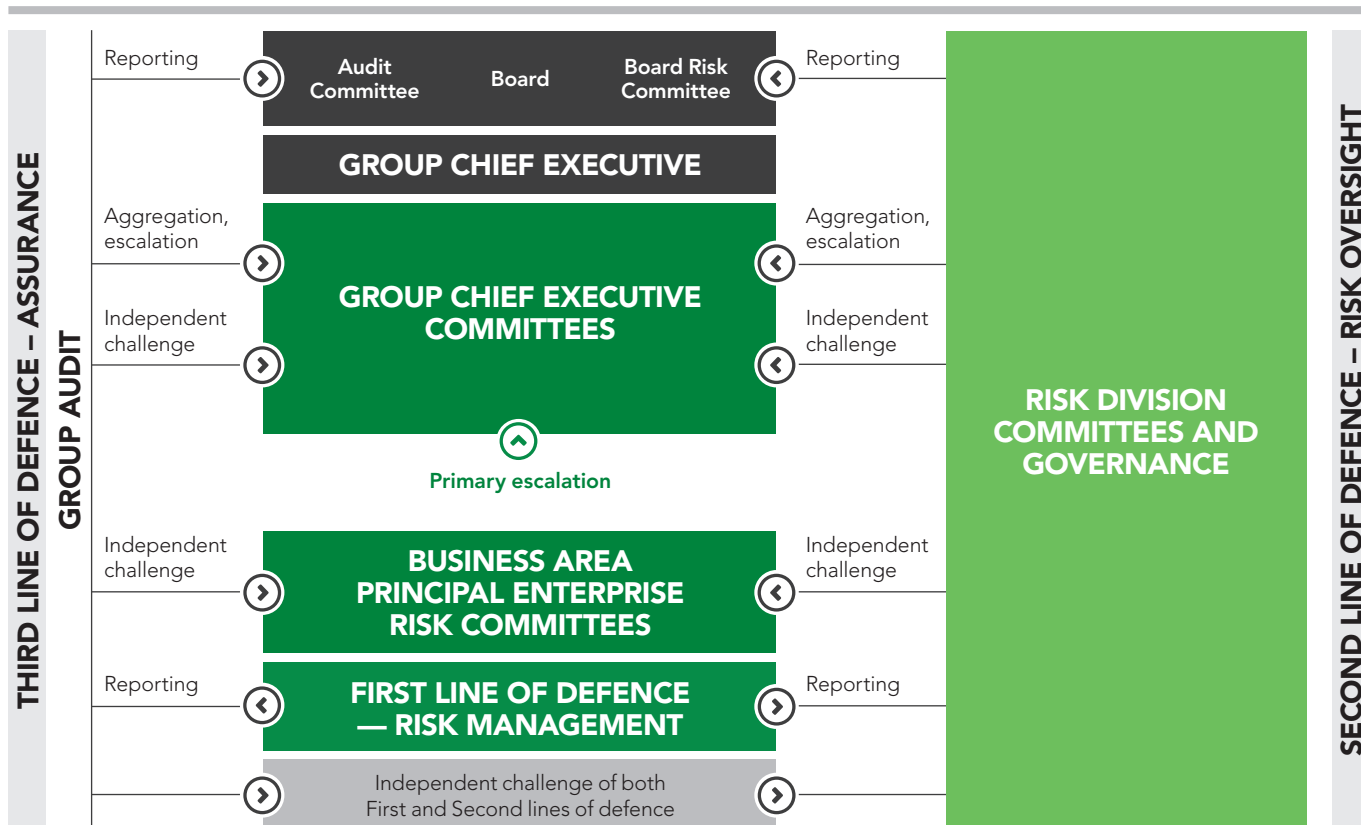 THIRD LINE OF DEFENCE – ASSURANCE
GROUP AUDIT
Reporting
Audit
Committee
Board
Board Risk
Committee
Reporting
GROUP CHIEF EXECUTIVE
Aggregation,
escalation
Independent
challenge
GROUP CHIEF EXECUTIVE
COMMITTEES
Aggregation,
escalation
Independent
challenge
Primary escalation
Independent
challenge
BUSINESS AREA
PRINCIPAL ENTERPRISE
RISK COMMITTEES
Independent
challenge
Reporting
FIRST LINE OF DEFENCE
— RISK MANAGEMENT
Reporting
Independent challenge of both
First and Second lines of defence
RISK DIVISION
COMMITTEES AND
GOVERNANCE
SECOND LINE OF DEFENCE – RISK OVERSIGHT